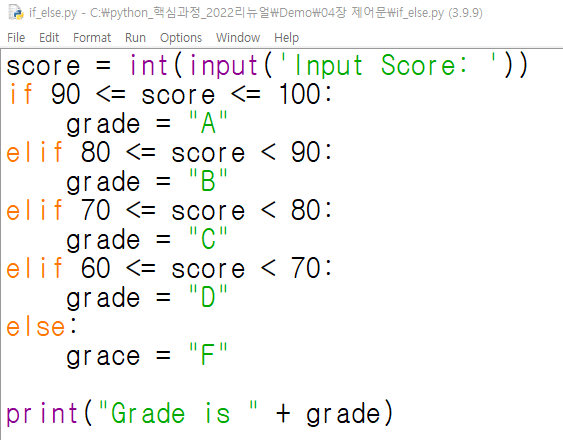 if_else.py - C:\python_핵심과정_2022리뉴얼\Demo\04장 제어문\if_else.py (3.9.9)
File Edit Format Run Options Window Help
score = int(input('Input Score: '))
if 90 <= score <= 100:
    grade = "A"
elif 80 <= score < 90:
    grade = "B"
elif 70 <= score < 80:
    grade = "C"
elif 60 <= score < 70:
    grade = "D"
else:
    grace = "F"
print("Grade is " + grade)